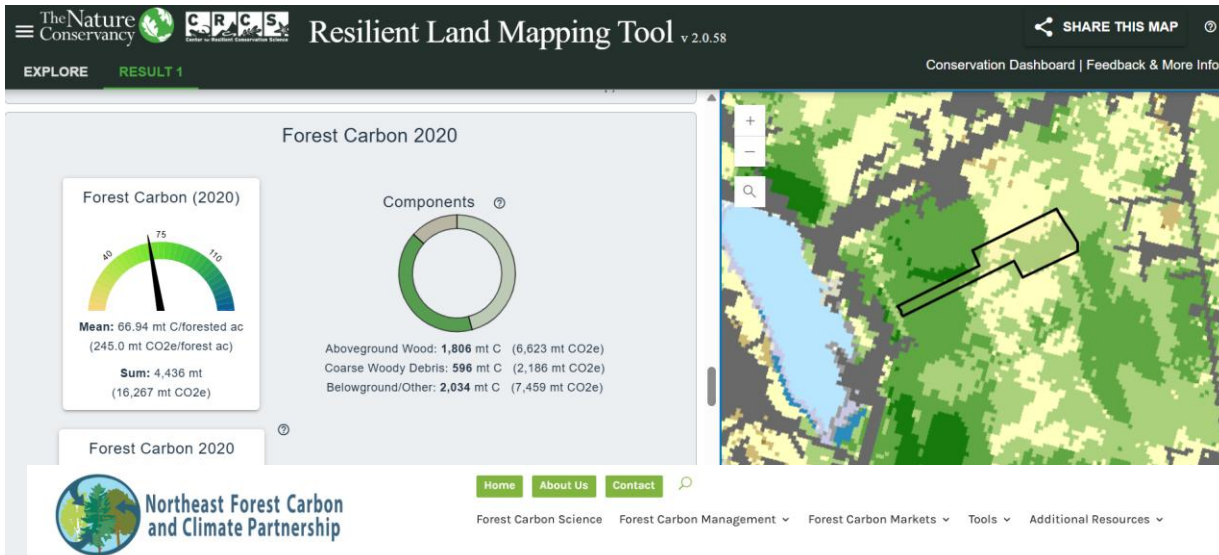 The Nature
Conservancy
C.R.C.S.
Center for Resilient Conservation Science
Resilient Land Mapping Tool v 2.0.58
SHARE THIS MAP
EXPLORE
RESULT 1
Conservation Dashboard | Feedback & More Info
Forest Carbon 2020
Forest Carbon (2020)
40
75
110
Mean: 66.94 mt C/forested ac
(245.0 mt CO2e/forest ac)
Sum: 4,436 mt
(16,267 mt CO2e)
Components
Aboveground Wood: 1,806 mt C (6,623 mt CO2e)
Coarse Woody Debris: 596 mt C (2,186 mt CO2e)
Belowground/Other: 2,034 mt C (7,459 mt CO2e)
+
−
Forest Carbon 2020
Northeast Forest Carbon
and Climate Partnership
Home About Us Contact
Forest Carbon Science Forest Carbon Management Forest Carbon Markets Tools Additional Resources